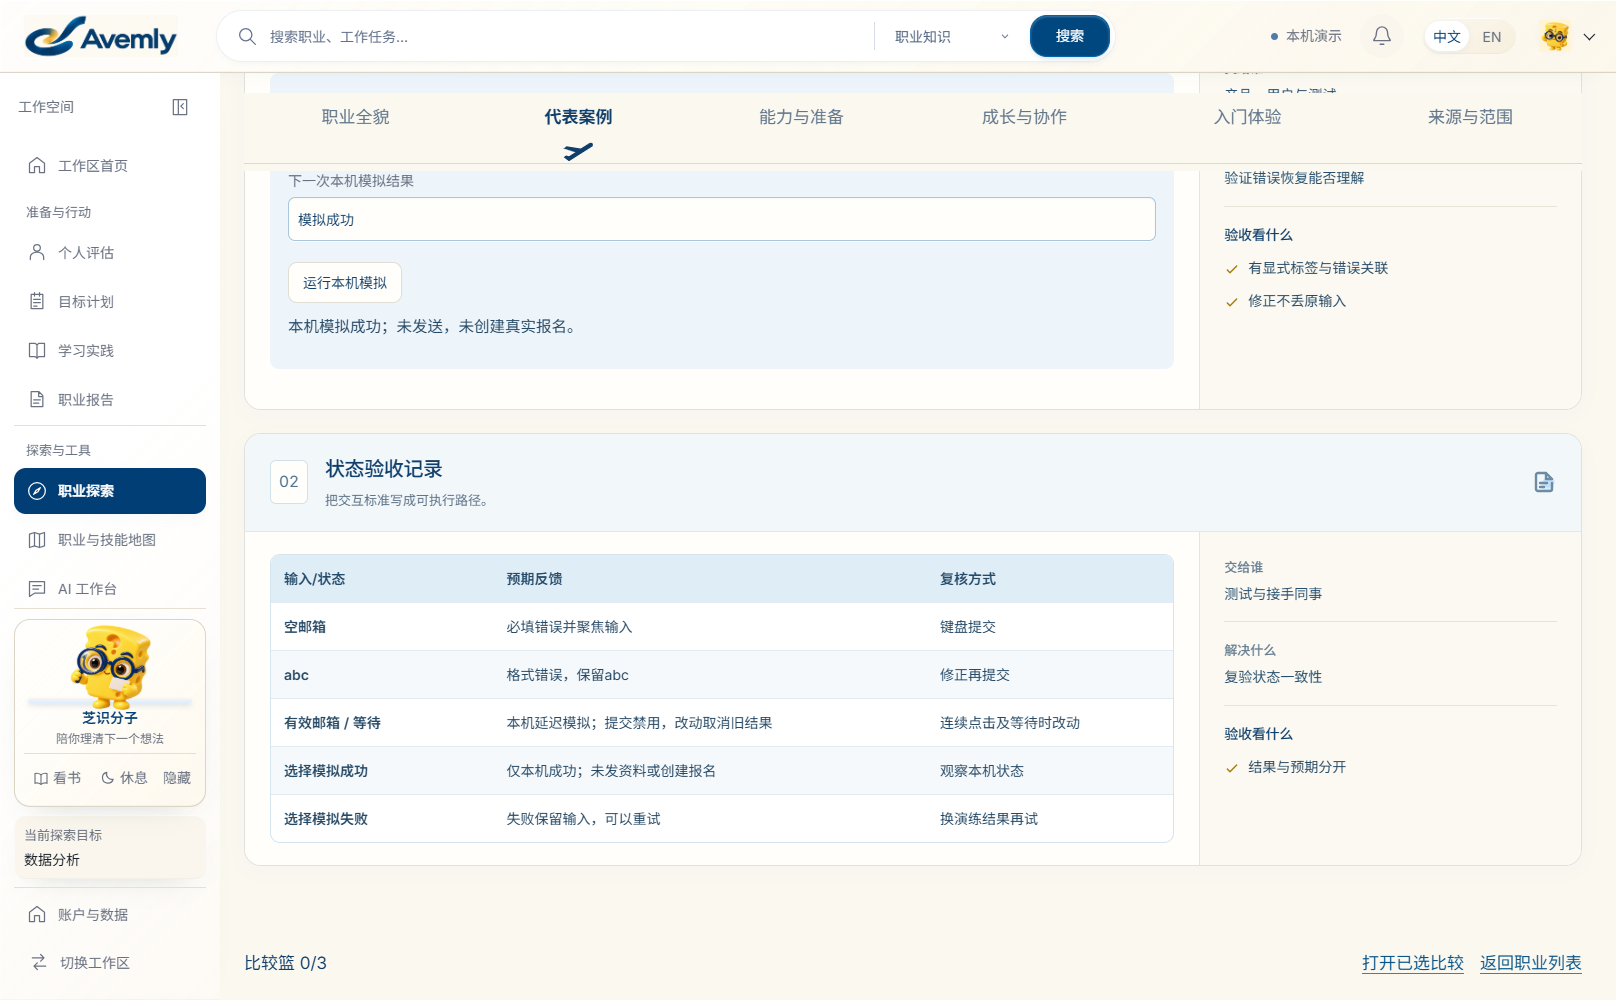 Avemly
搜索职业、工作任务...
职业知识
搜索
本机演示
中文 EN
工作空间
工作区首页
准备与行动
个人评估
目标计划
学习实践
职业报告
探索与工具
职业探索
职业与技能地图
AI 工作台
芝识分子
陪你理清下一个想法
看书 休息 隐藏
当前探索目标
数据分析
账户与数据
切换工作区
职业全貌 代表案例 能力与准备 成长与协作 入门体验 来源与范围
下一次本机模拟结果
模拟成功
运行本机模拟
本机模拟成功；未发送，未创建真实报名。
验证错误恢复能否理解
验收看什么
有显式标签与错误关联
修正不丢原输入
02
状态验收记录
把交互标准写成可执行路径。
输入/状态 预期反馈 复核方式
空邮箱 必填错误并聚焦输入 键盘提交
abc 格式错误，保留abc 修正再提交
有效邮箱 / 等待 本机延迟模拟；提交禁用，改动取消旧结果 连续点击及等待时改动
选择模拟成功 仅本机成功；未发资料或创建报名 观察本机状态
选择模拟失败 失败保留输入，可以重试 换演练结果再试
交给谁
测试与接手同事
解决什么
复验状态一致性
验收看什么
结果与预期分开
比较篮 0/3
打开已选比较 返回职业列表